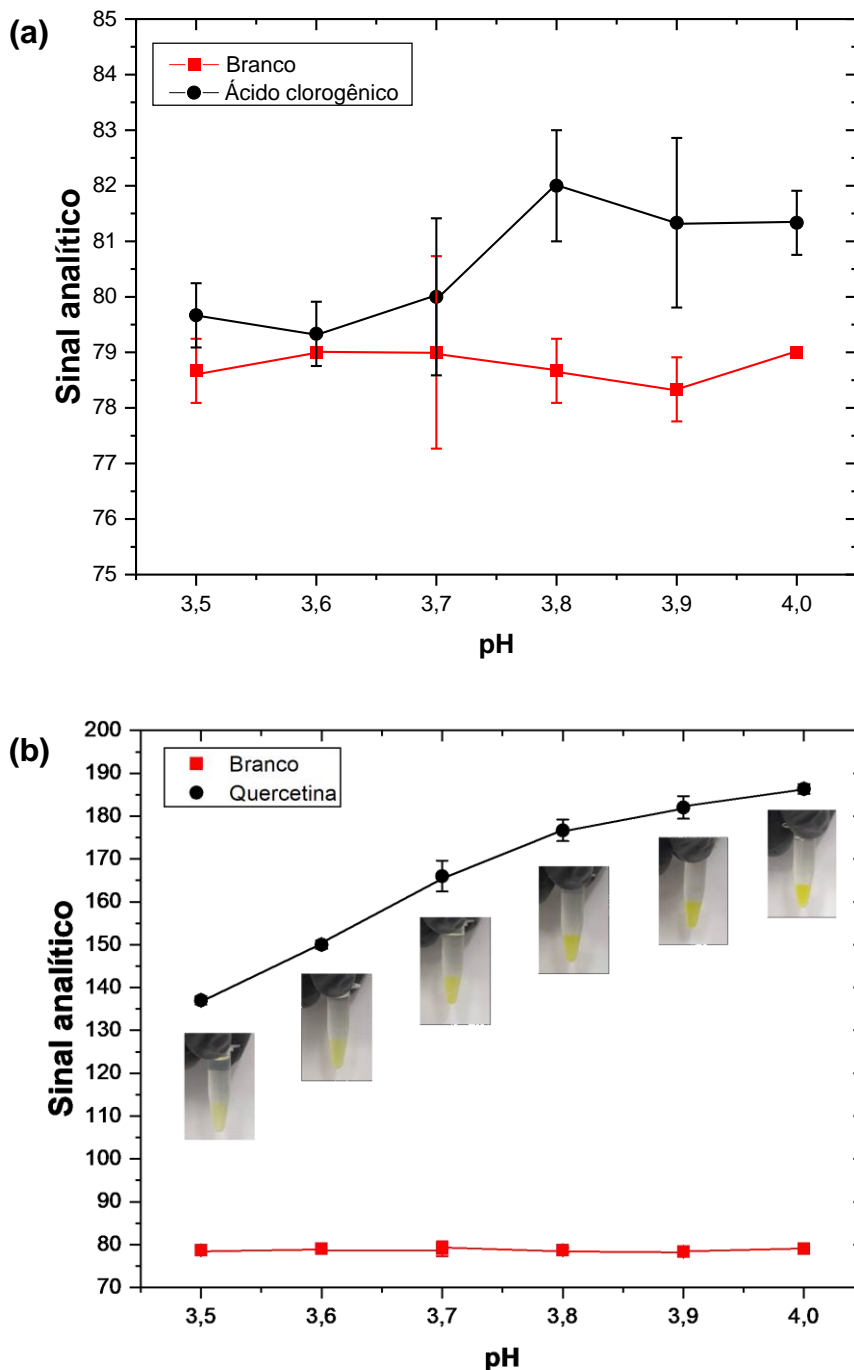 (a)
Branco
Ácido clorogênico
Sinal analítico
85
84
83
82
81
80
79
78
77
76
75
3,5 3,6 3,7 3,8 3,9 4,0
pH
(b)
Branco
Quercetina
Sinal analítico
200
190
180
170
160
150
140
130
120
110
100
90
80
70
3,5 3,6 3,7 3,8 3,9 4,0
pH